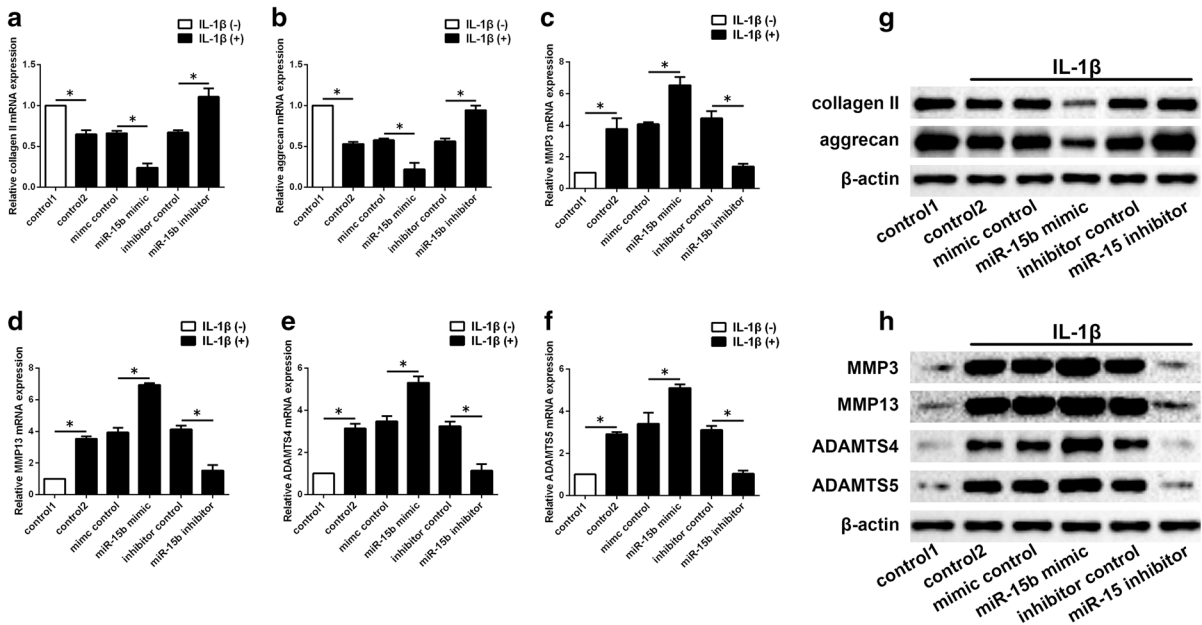 a
IL-1β (-)
IL-1β (+)
Relative collagen II mRNA expression
1.5
1.0
0.5
0.0
*
*
*
control1
control2
mimc control
miR-15b mimic
inhibitor control
miR-15b inhibitor
b
IL-1β (-)
IL-1β (+)
Relative aggrecan mRNA expression
1.5
1.0
0.5
0.0
*
*
*
control1
control2
mimc control
miR-15b mimic
inhibitor control
miR-15b inhibitor
c
IL-1β (-)
IL-1β (+)
Relative MMP3 mRNA expression
8
6
4
2
0
*
*
*
control1
control2
mimc control
miR-15b mimic
inhibitor control
miR-15b inhibitor
g
IL-1β
collagen II
aggrecan
β-actin
control1
control2
mimic control
miR-15b mimic
inhibitor control
miR-15 inhibitor
d
IL-1β (-)
IL-1β (+)
Relative MMP13 mRNA expression
8
6
4
2
0
*
*
*
control1
control2
mimc control
miR-15b mimic
inhibitor control
miR-15b inhibitor
e
IL-1β (-)
IL-1β (+)
Relative ADAMTS4 mRNA expression
6
4
2
0
*
*
*
control1
control2
mimc control
miR-15b mimic
inhibitor control
miR-15b inhibitor
f
IL-1β (-)
IL-1β (+)
Relative ADAMTS5 mRNA expression
6
4
2
0
*
*
*
control1
control2
mimc control
miR-15b mimic
inhibitor control
miR-15b inhibitor
h
IL-1β
MMP3
MMP13
ADAMTS4
ADAMTS5
β-actin
control1
control2
mimic control
miR-15b mimic
inhibitor control
miR-15 inhibitor